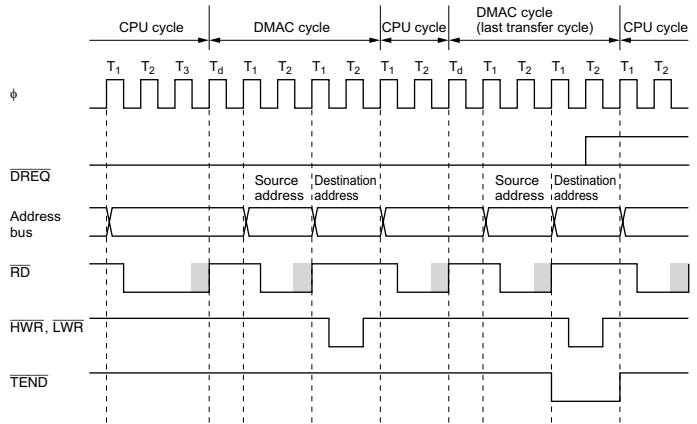 CPU cycle DMAC cycle CPU cycle DMAC cycle (last transfer cycle) CPU cycle
T1 T2 T3 Td T1 T2 T1 T2 T1 T2 Td T1 T2 T1 T2 T1 T2
ϕ
DREQ
Source address Destination address Source address Destination address
Address bus
RD
HWR, LWR
TEND